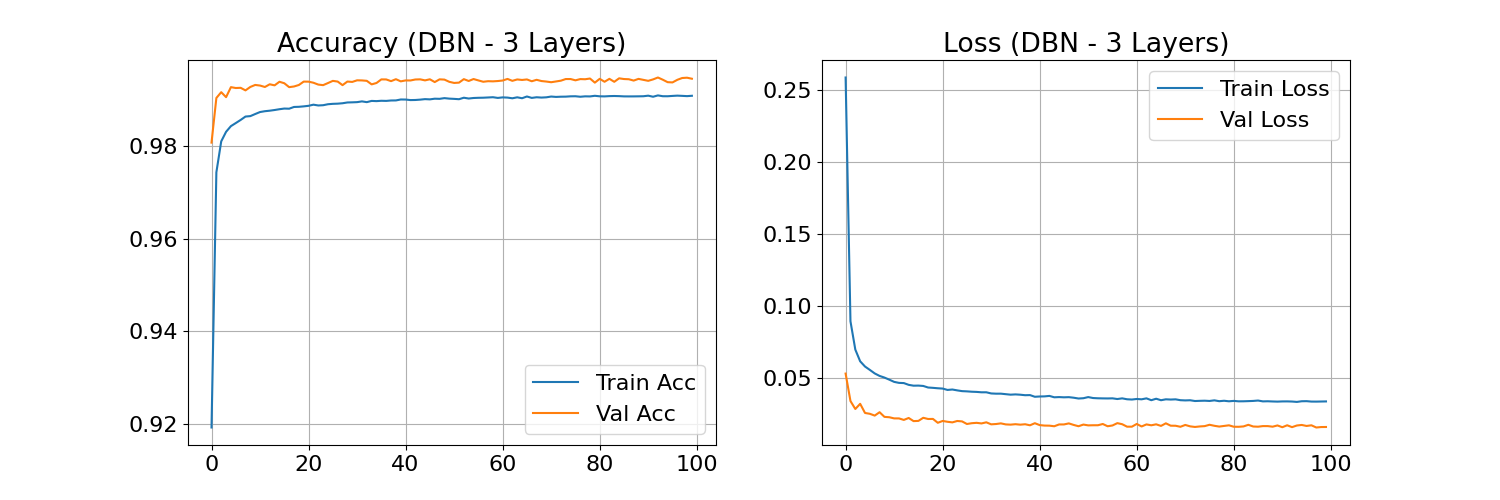 Accuracy (DBN - 3 Layers)
0.98
0.96
0.94
0.92
0 20 40 60 80 100
Train Acc
Val Acc
Loss (DBN - 3 Layers)
0.25
0.20
0.15
0.10
0.05
0 20 40 60 80 100
Train Loss
Val Loss